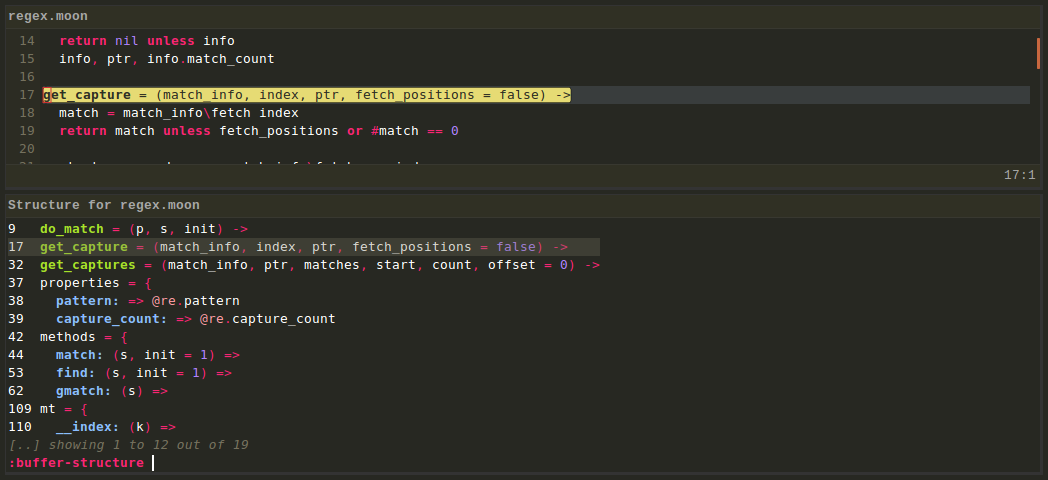 regex.moon
14 return nil unless info
15 info, ptr, info.match_count
16
17 get_capture = (match_info, index, ptr, fetch_positions = false) ->
18 match = match_info\fetch index
19 return match unless fetch_positions or #match == 0
20
17:1
Structure for regex.moon
9 do_match = (p, s, init) ->
17 get_capture = (match_info, index, ptr, fetch_positions = false) ->
32 get_captures = (match_info, ptr, matches, start, count, offset = 0) ->
37 properties = {
38 pattern: => @re.pattern
39 capture_count: => @re.capture_count
42 methods = {
44 match: (s, init = 1) =>
53 find: (s, init = 1) =>
62 gmatch: (s) =>
109 mt = {
110 __index: (k) =>
[..] showing 1 to 12 out of 19
:buffer-structure